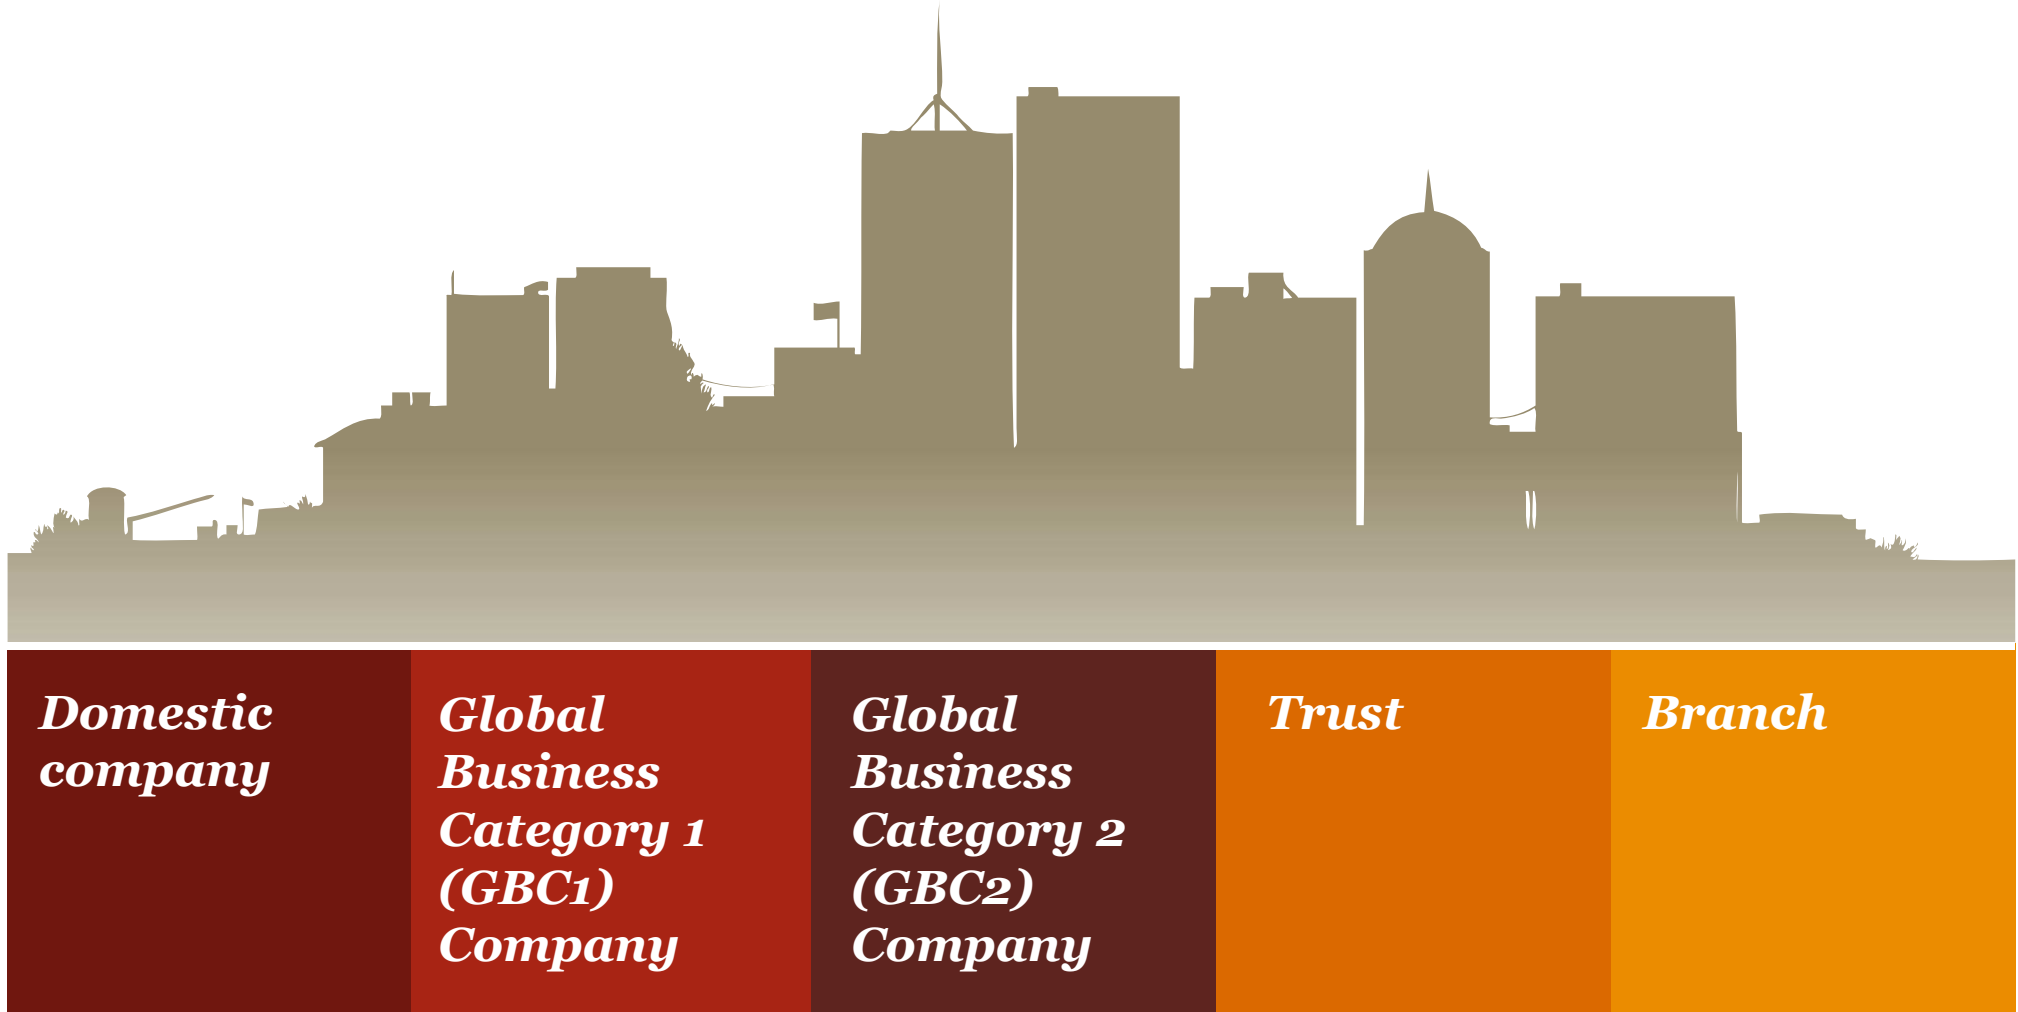 Domestic
company
Global
Business
Category 1
(GBC1)
Company
Global
Business
Category 2
(GBC2)
Company
Trust
Branch